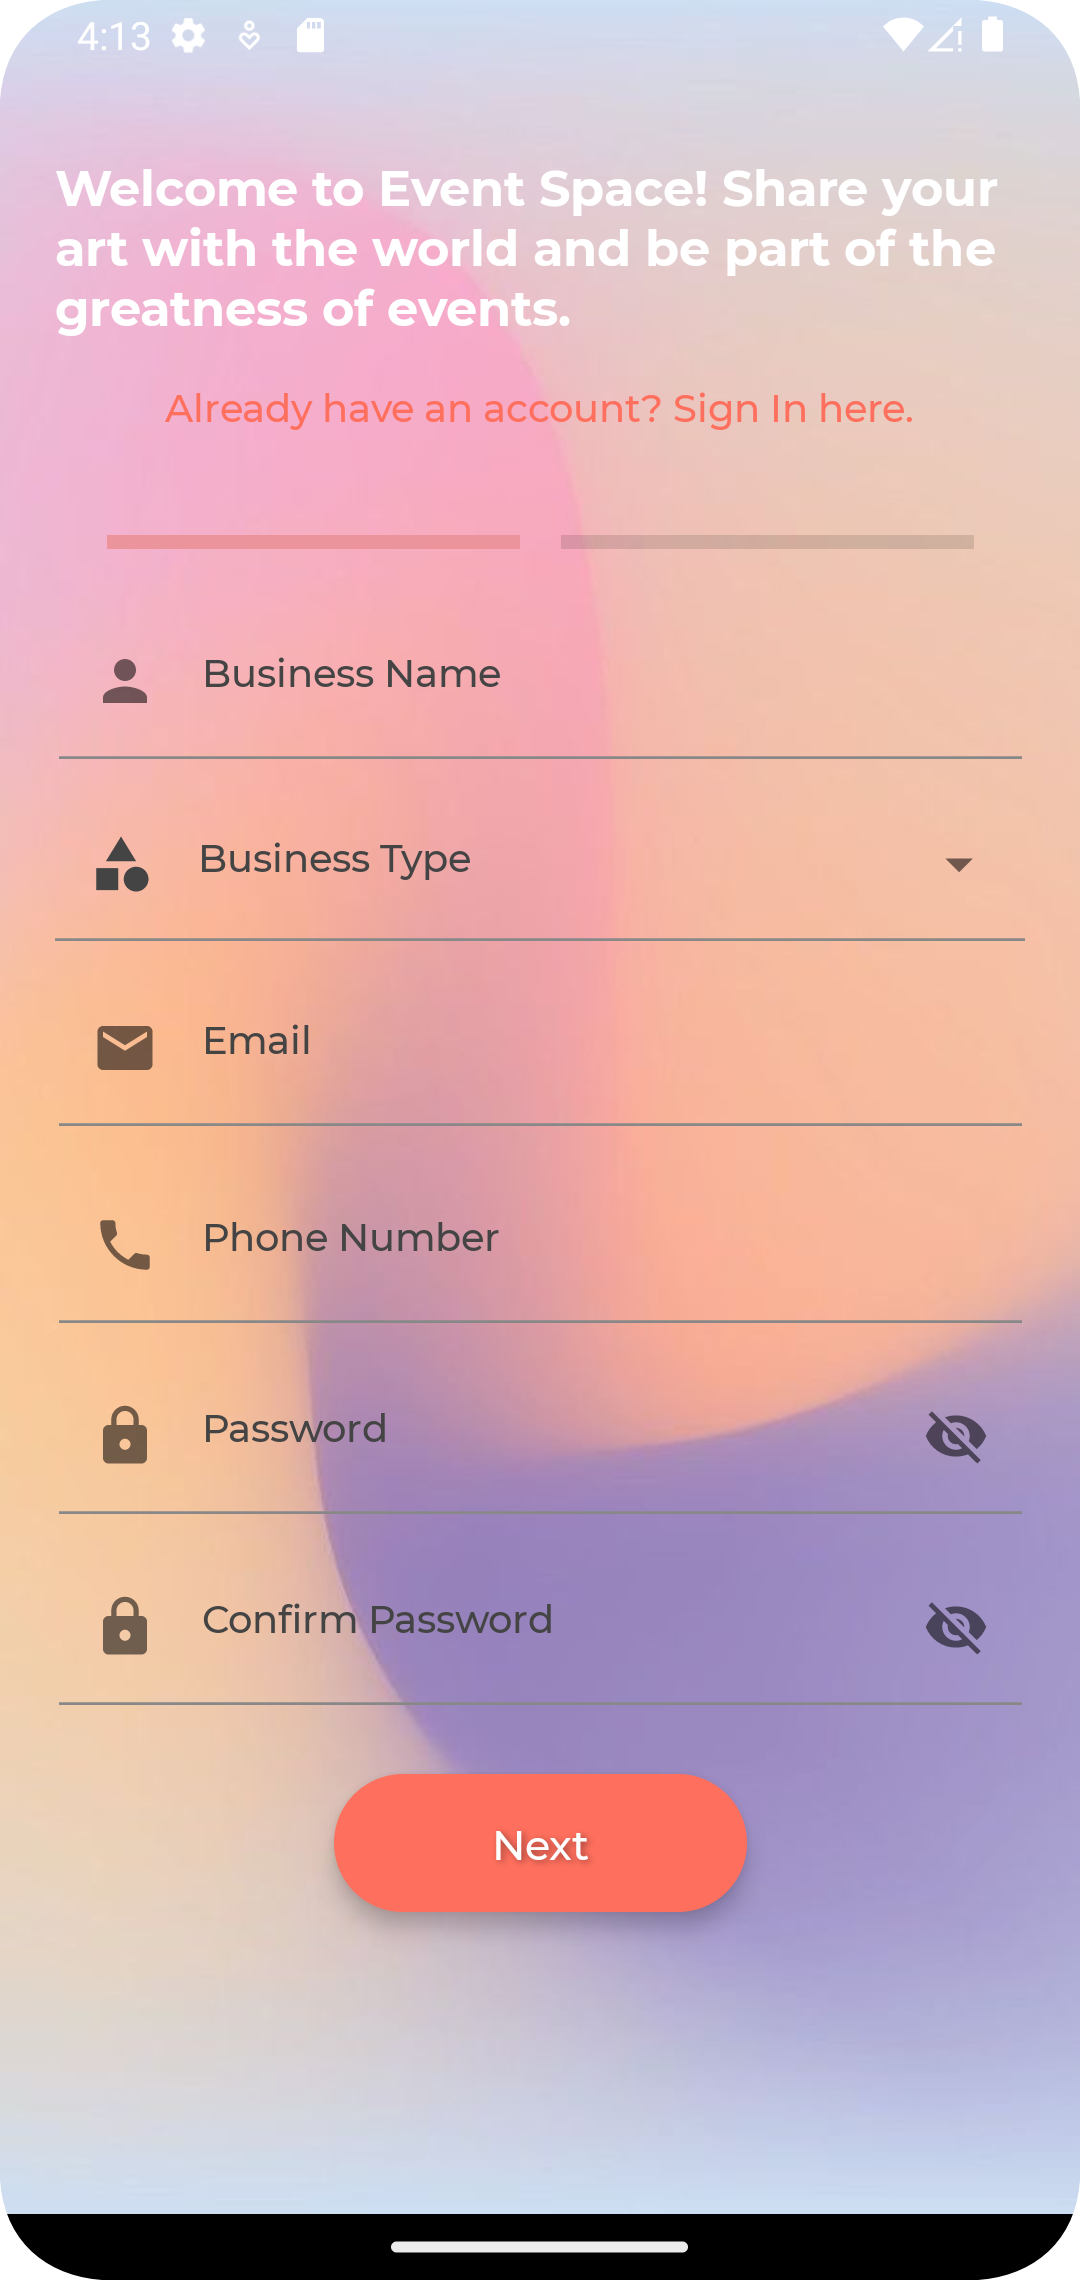 4:13
Welcome to Event Space! Share your
art with the world and be part of the
greatness of events.
Already have an account? Sign In here.
Business Name
Business Type
Email
Phone Number
Password
Confirm Password
Next